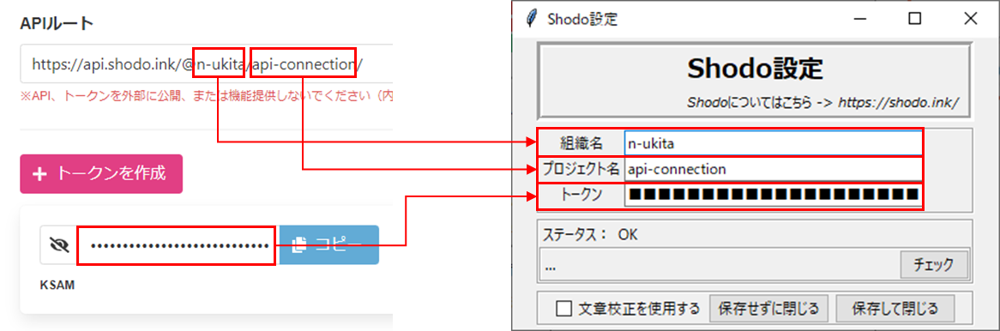 APIルート
https://api.shodo.ink/@n-ukita/api-connection/
※API、トークンを外部に公開、または機能提供しないでください（内
+ トークンを作成
••••••••••••••••••••••••••• コピー
KSAM
Shodo設定
Shodo設定
Shodoについてはこちら -> https://shodo.ink/
組織名 n-ukita
プロジェクト名 api-connection
トークン ■■■■■■■■■■■■■■■■■■■■
ステータス： OK
... チェック
文章校正を使用する 保存せずに閉じる 保存して閉じる